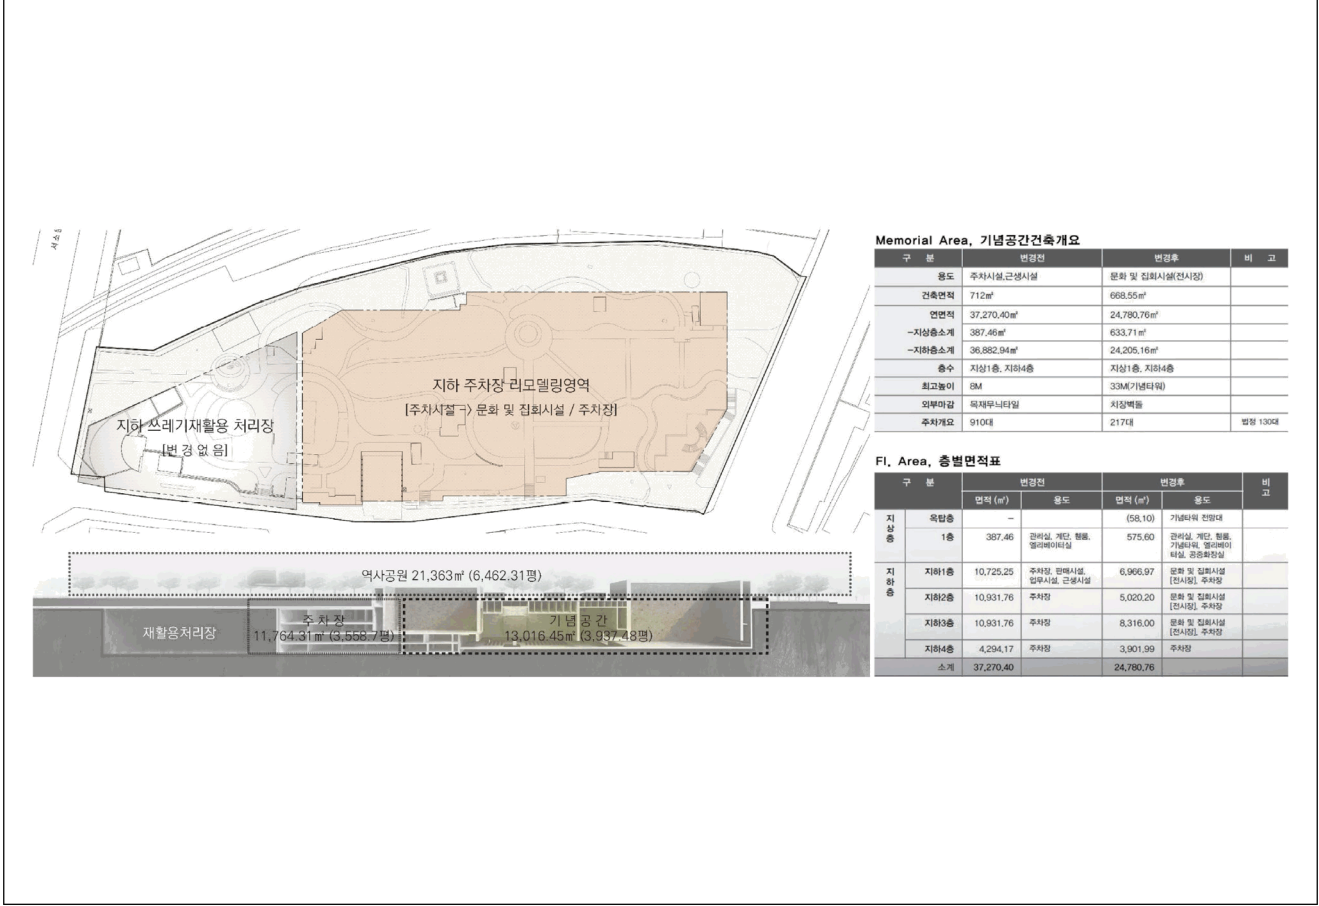 서소문
지하 주차장 리모델링영역
[주차시설 -> 문화 및 집회시설 / 주차장]
지하 쓰레기재활용 처리장
[변 경 없 음]
역사공원 21,363㎡ (6,462.31평)
재활용처리장
주 차 장
11,764.31㎡ (3,558.7평)
기 념 공 간
13,016.45㎡ (3,937.48평)
Memorial Area, 기념공간건축개요
구 분 변경전 변경후 비 고
용도 주차시설,근생시설 문화 및 집회시설(전시장)
건축면적 712㎡ 668.55㎡
연면적 37,270,40㎡ 24,780,76㎡
-지상층소계 387,46㎡ 633,71㎡
-지하층소계 36,882,94㎡ 24,205,16㎡
층수 지상1층, 지하4층 지상1층, 지하4층
최고높이 8M 33M(기념타워)
외부마감 목재무늬타일 치장벽돌
주차개요 910대 217대 법정 130대
Fl, Area, 층별면적표
구 분 변경전 변경후 비고
면적 (㎡) 용도 면적 (㎡) 용도
지상층 옥탑층 - (58,10) 기념타워 전망대
1층 387,46 관리실, 계단, 휀룸, 엘리베이터실 575,60 관리실, 계단, 휀룸, 기념타워, 엘리베이터실, 공중화장실
지하층 지하1층 10,725,25 주차장, 판매시설, 업무시설, 근생시설 6,966,97 문화 및 집회시설 [전시장], 주차장
지하2층 10,931,76 주차장 5,020,20 문화 및 집회시설 [전시장], 주차장
지하3층 10,931,76 주차장 8,316,00 문화 및 집회시설 [전시장], 주차장
지하4층 4,294,17 주차장 3,901,99 주차장
소계 37,270,40 24,780,76